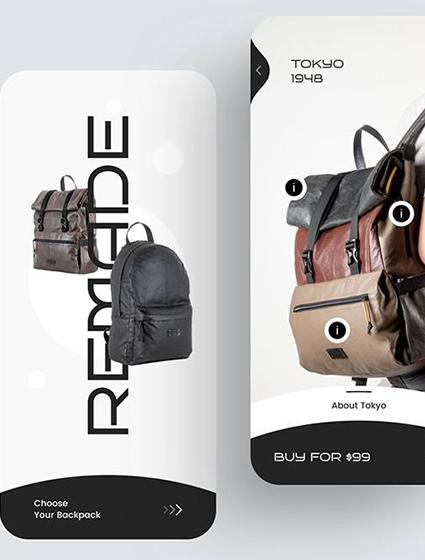 REMADE
Choose
Your Backpack
TOKYO
1948
i
i
i
About Tokyo
BUY FOR $99